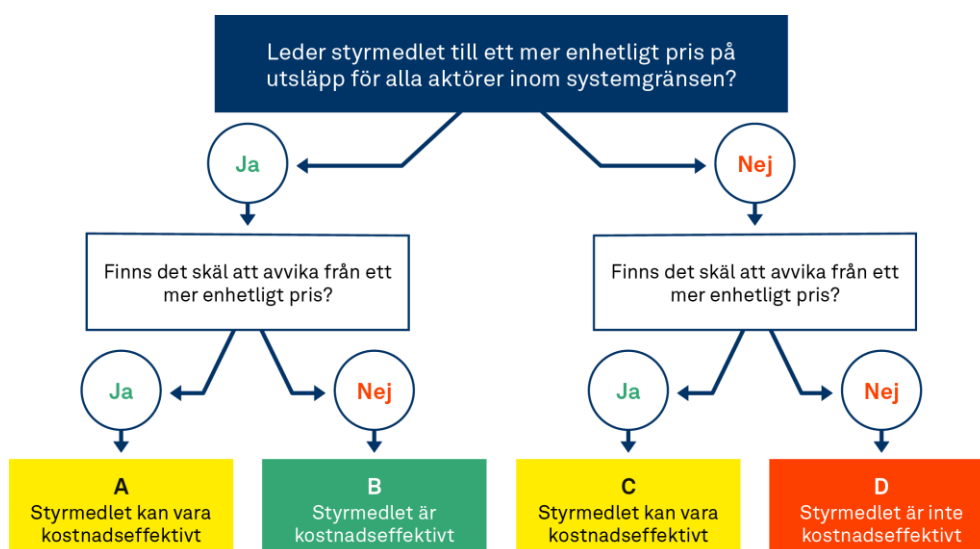 Leder styrmedlet till ett mer enhetligt pris på
utsläpp för alla aktörer inom systemgränsen?
Ja
Nej
Finns det skäl att avvika från ett
mer enhetligt pris?
Finns det skäl att avvika från ett
mer enhetligt pris?
Ja
Nej
Ja
Nej
A
Styrmedlet kan vara
kostnadseffektivt
B
Styrmedlet är
kostnadseffektivt
C
Styrmedlet kan vara
kostnadseffektivt
D
Styrmedlet är inte
kostnadseffektivt